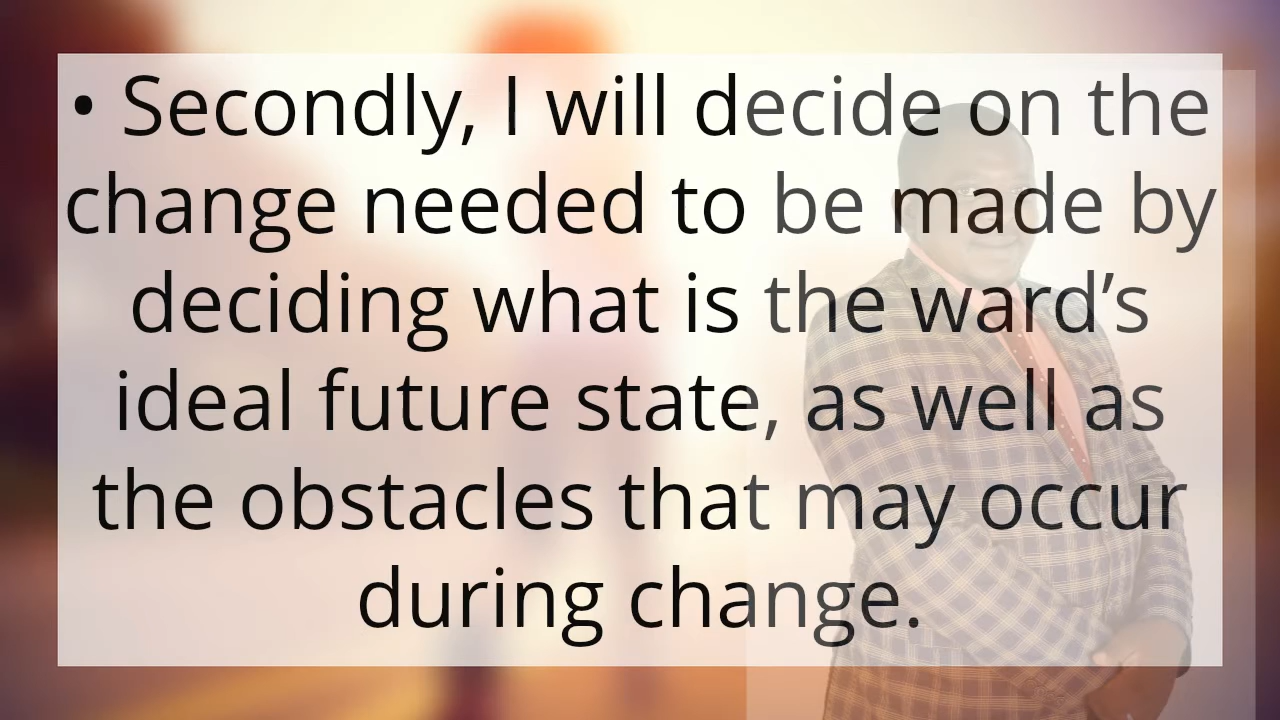 • Secondly, I will decide on the
change needed to be made by
deciding what is the ward’s
ideal future state, as well as
the obstacles that may occur
during change.